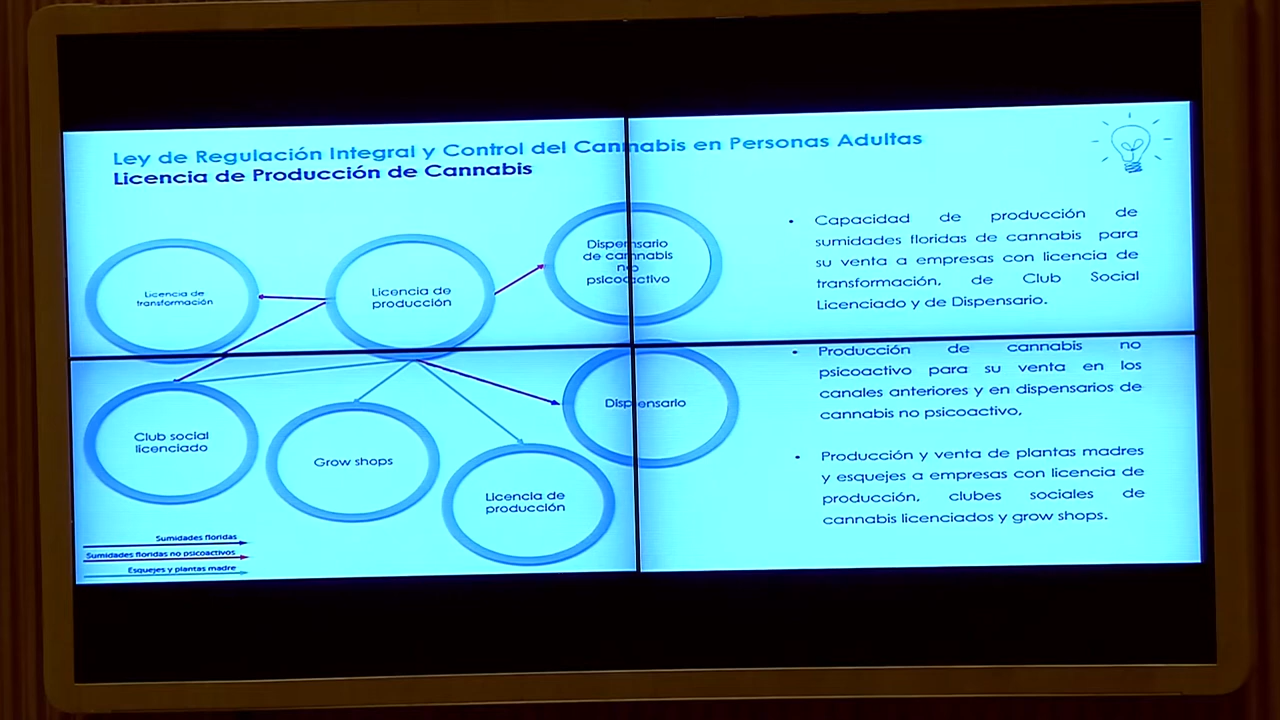 Ley de Regulación Integral y Control del Cannabis en Personas Adultas
Licencia de Producción de Cannabis
Licencia de
transformación
Licencia de
producción
Dispensario
de cannabis
no
psicoactivo
Club social
licenciado
Grow shops
Licencia de
producción
Dispensario
Sumidades floridas
Sumidades floridas no psicoactivos
Esquejes y plantas madre
• Capacidad de producción de
sumidades floridas de cannabis para
su venta a empresas con licencia de
transformación, de Club Social
Licenciado y de Dispensario.
• Producción de cannabis no
psicoactivo para su venta en los
canales anteriores y en dispensarios de
cannabis no psicoactivo,
• Producción y venta de plantas madres
y esquejes a empresas con licencia de
producción, clubes sociales de
cannabis licenciados y grow shops.